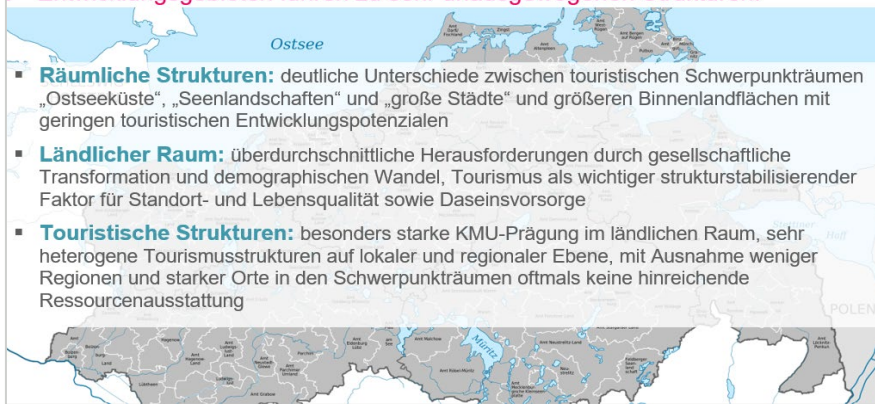 Ostsee
▪ Räumliche Strukturen: deutliche Unterschiede zwischen touristischen Schwerpunkträumen
„Ostseeküste“, „Seenlandschaften“ und „große Städte“ und größeren Binnenlandflächen mit
geringen touristischen Entwicklungspotenzialen
▪ Ländlicher Raum: überdurchschnittliche Herausforderungen durch gesellschaftliche
Transformation und demographischen Wandel, Tourismus als wichtiger strukturstabilisierender
Faktor für Standort- und Lebensqualität sowie Daseinsvorsorge
▪ Touristische Strukturen: besonders starke KMU-Prägung im ländlichen Raum, sehr
heterogene Tourismusstrukturen auf lokaler und regionaler Ebene, mit Ausnahme weniger
Regionen und starker Orte in den Schwerpunkträumen oftmals keine hinreichende
Ressourcenausstattung
POLEN
Müritz